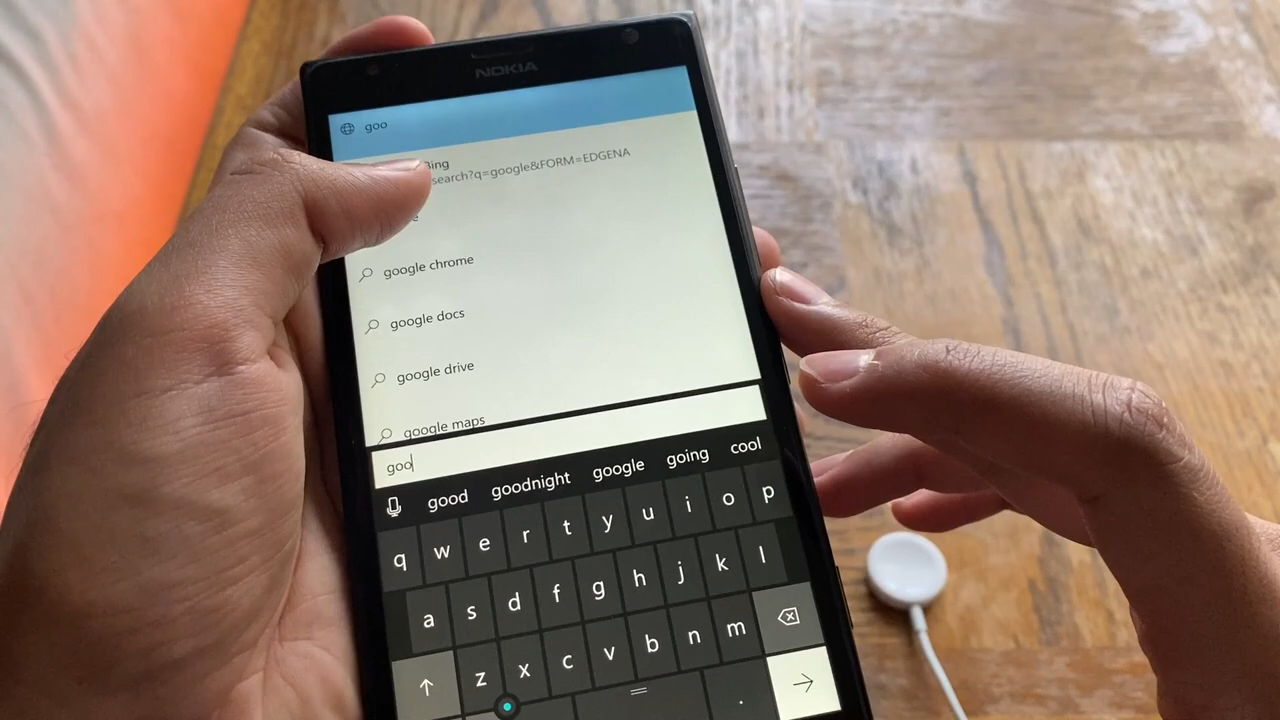 NOKIA
goo
Bing
search?q=google&FORM=EDGENA
google chrome
google docs
google drive
google maps
goo
good goodnight google going cool
q w e r t y u i o p
a s d f g h j k l
z x c v b n m
.